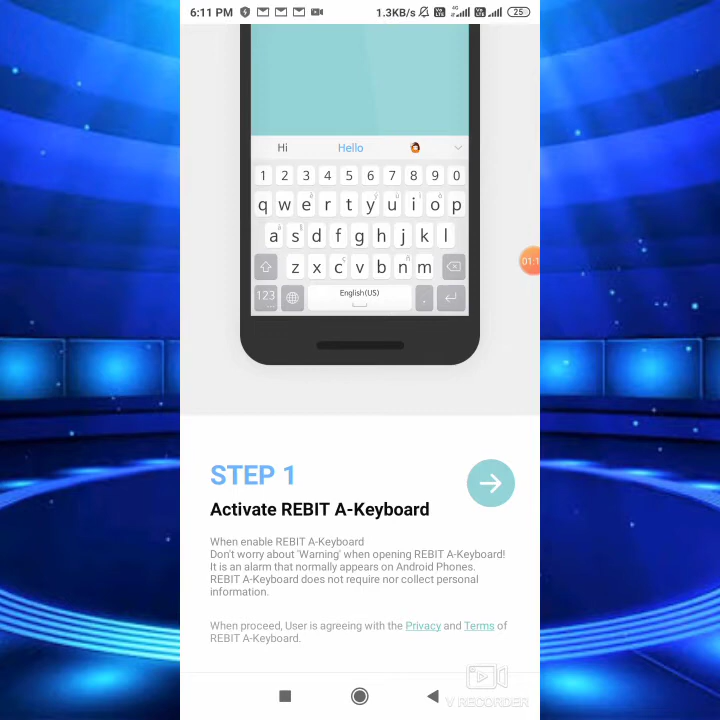 6:11 PM 1.3KB/s 4G 25
Hi Hello
1 2 3 4 5 6 7 8 9 0
q w e r t y u i o p
a s d f g h j k l
z x c v b n m
123 English(US) .
01:1
STEP 1
Activate REBIT A-Keyboard
When enable REBIT A-Keyboard
Don't worry about 'Warning' when opening REBIT A-Keyboard!
It is an alarm that normally appears on Android Phones.
REBIT A-Keyboard does not require nor collect personal
information.
When proceed, User is agreeing with the Privacy and Terms of
REBIT A-Keyboard.
V RECORDER